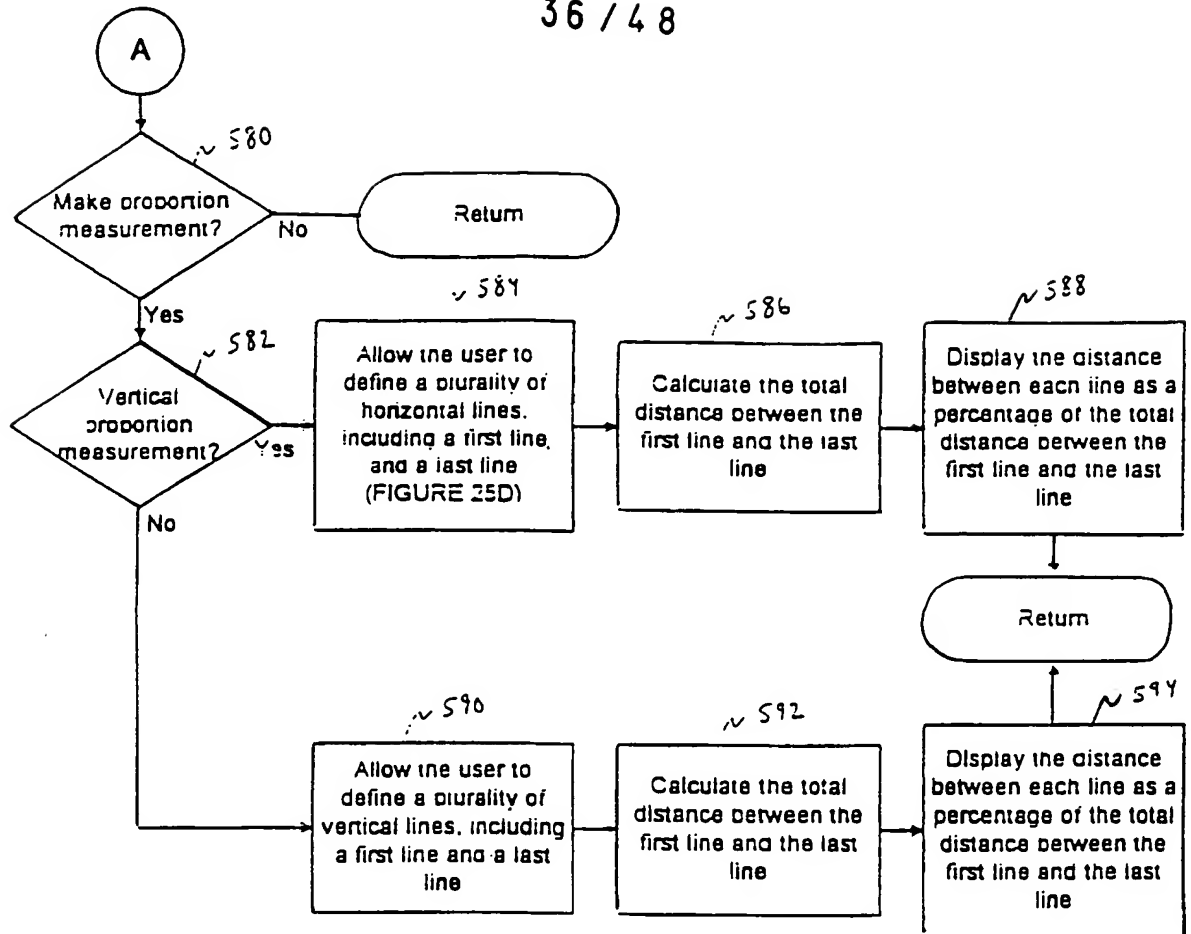 36/48
A
580
Make proportion
measurement?
No
Return
Yes
582
Vertical
proportion
measurement?
Yes
No
584
Allow the user to
define a plurality of
horizontal lines,
including a first line,
and a last line
(FIGURE 25D)
586
Calculate the total
distance between the
first line and the last
line
588
Display the distance
between each line as a
percentage of the total
distance between the
first line and the last
line
Return
590
Allow the user to
define a plurality of
vertical lines, including
a first line and a last
line
592
Calculate the total
distance between the
first line and the last
line
594
Display the distance
between each line as a
percentage of the total
distance between the
first line and the last
line